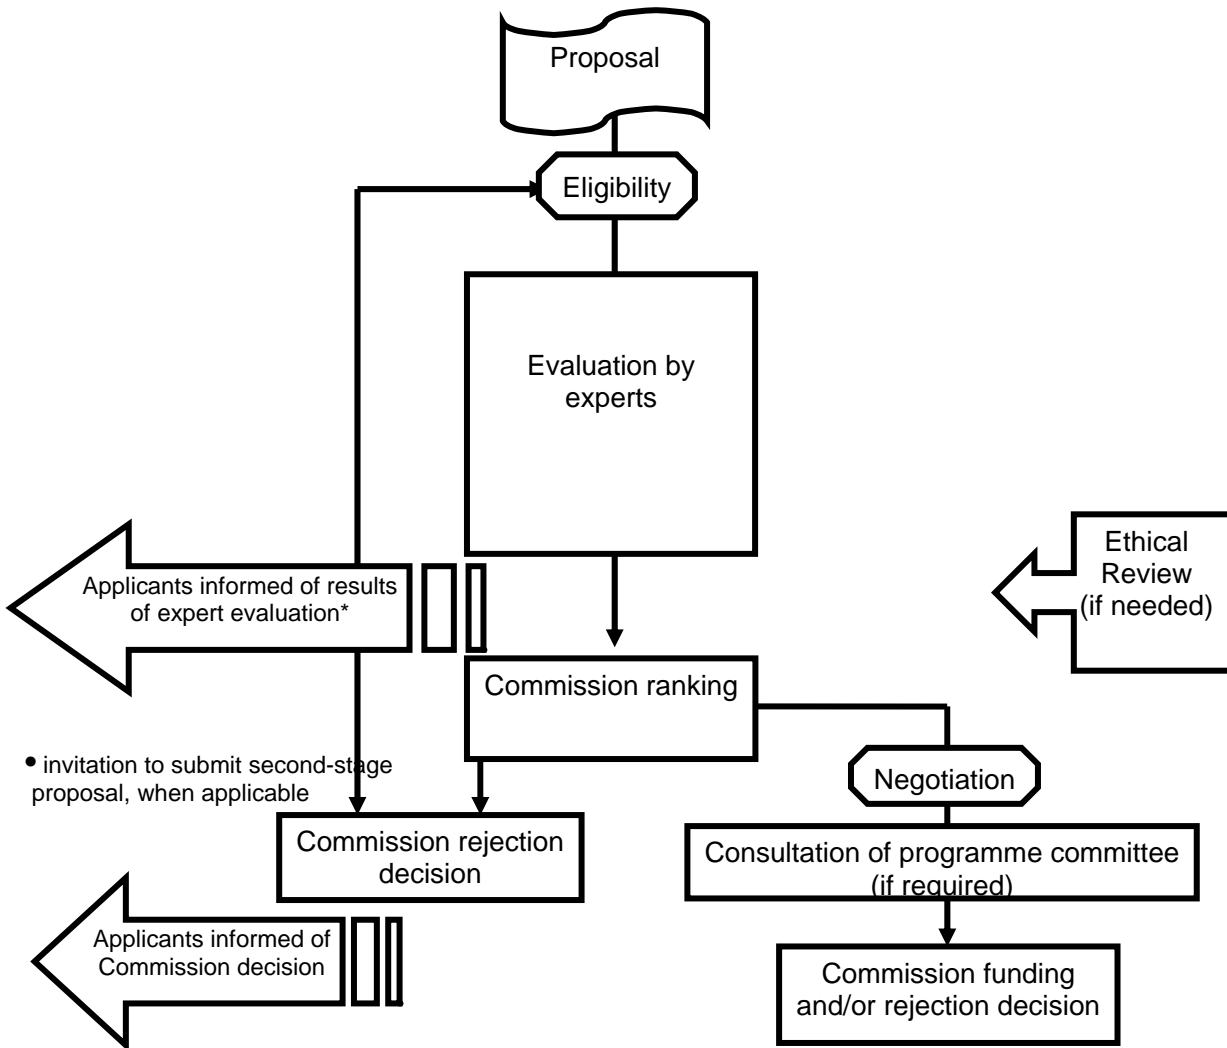 Proposal
Eligibility
Evaluation by
experts
Applicants informed of results
of expert evaluation*
Ethical
Review
(if needed)
Commission ranking
• invitation to submit second-stage
proposal, when applicable
Negotiation
Commission rejection
decision
Consultation of programme committee
(if required)
Applicants informed of
Commission decision
Commission funding
and/or rejection decision